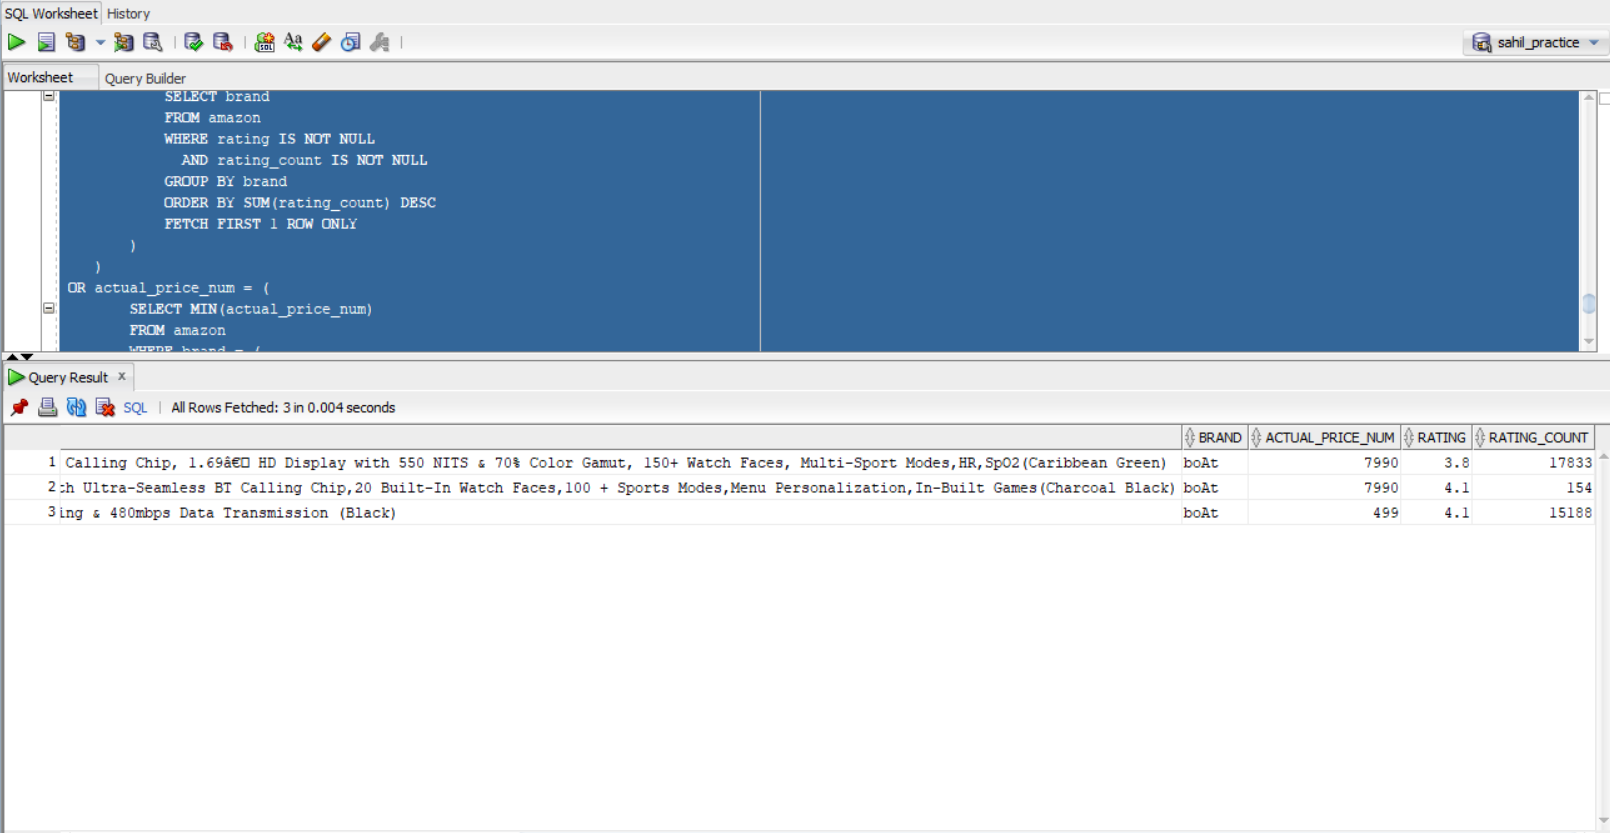 SQL Worksheet History
sahil_practice
Worksheet Query Builder
SELECT brand
FROM amazon
WHERE rating IS NOT NULL
AND rating_count IS NOT NULL
GROUP BY brand
ORDER BY SUM(rating_count) DESC
FETCH FIRST 1 ROW ONLY
)
)
OR actual_price_num = (
SELECT MIN(actual_price_num)
FROM amazon
WHERE brand = (
Query Result x
SQL | All Rows Fetched: 3 in 0.004 seconds
BRAND ACTUAL_PRICE_NUM RATING RATING_COUNT
1 Calling Chip, 1.69â€□ HD Display with 550 NITS & 70% Color Gamut, 150+ Watch Faces, Multi-Sport Modes,HR,SpO2(Caribbean Green) boAt 7990 3.8 17833
2 :h Ultra-Seamless BT Calling Chip,20 Built-In Watch Faces,100 + Sports Modes,Menu Personalization,In-Built Games(Charcoal Black) boAt 7990 4.1 154
3 ing & 480mbps Data Transmission (Black) boAt 499 4.1 15188